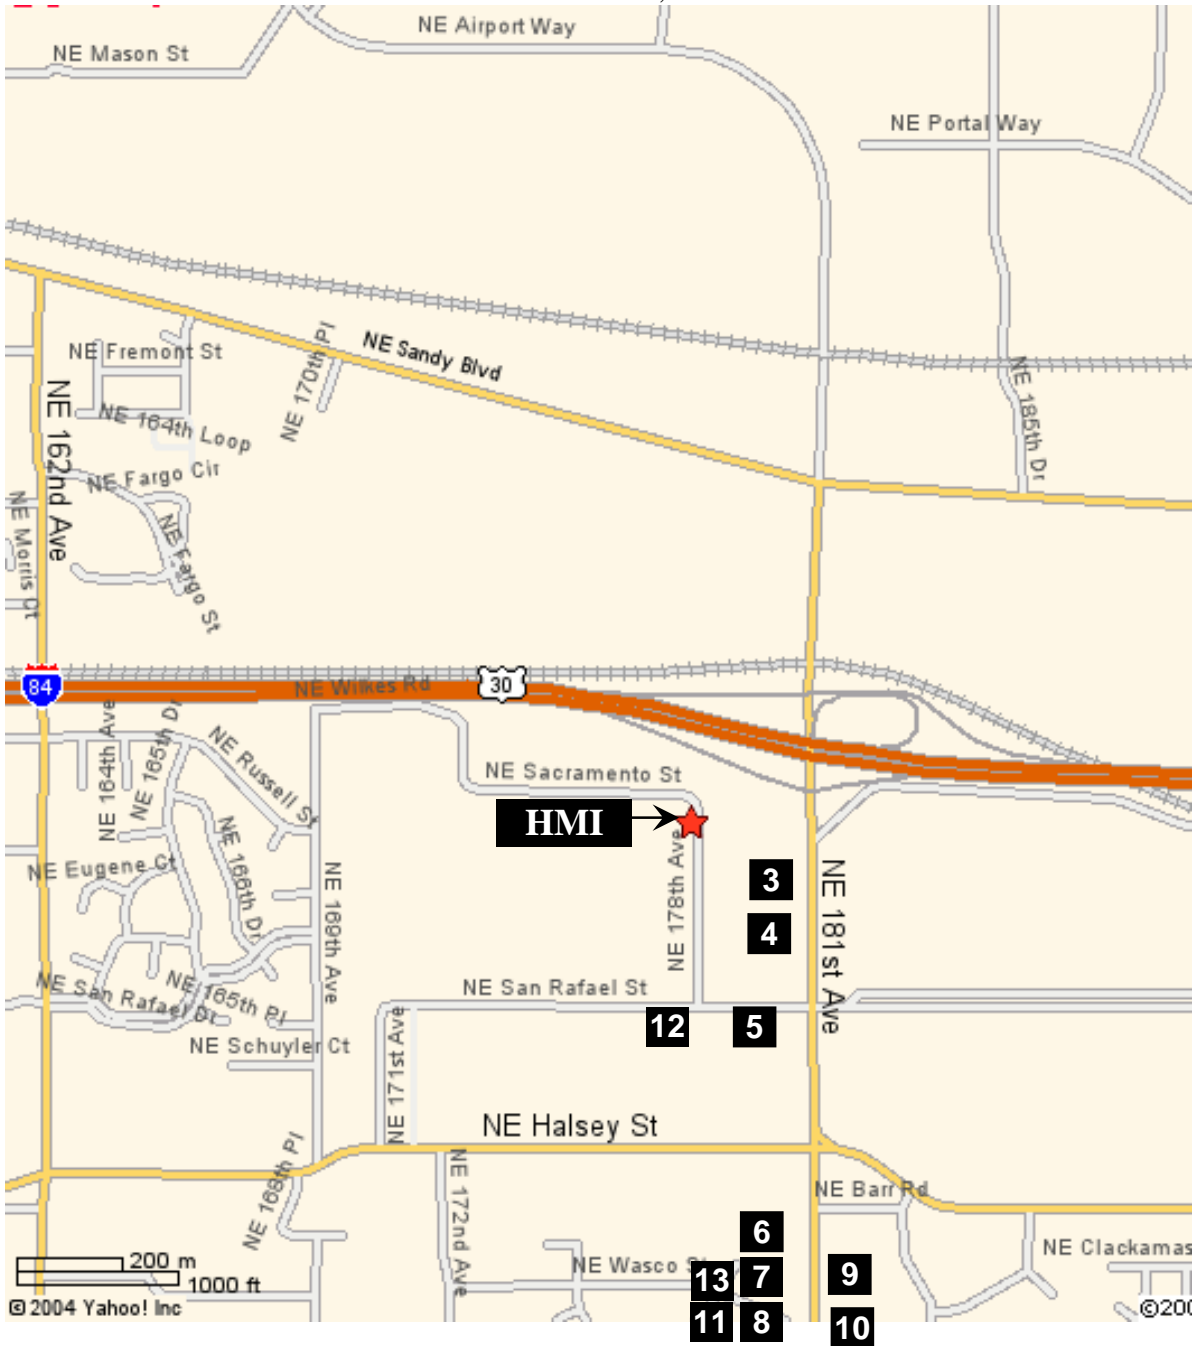 NE Airport Way
NE Mason St
NE Portal Way
NE Fremont St
NE 170th Pl
NE Sandy Blvd
NE 185th Dr
NE 162nd Ave
NE 164th Loop
NE Fargo Cir
NE Morris Ct
NE Fargo St
84
30
NE Wilkes Rd
NE 164th Ave
NE 165th Dr
NE Russell St
NE Sacramento St
HMI
NE 178th Ave
NE 181st Ave
3
4
NE Eugene Ct
NE 166th Dr
NE 169th Ave
NE San Rafael Dr
NE 165th Pl
NE San Rafael St
12
5
NE Schuyler Ct
NE 171st Ave
NE Halsey St
NE 168th Pl
NE 172nd Ave
NE Barr Rd
6
NE Clackamas
NE Wasco St
13
7
9
11
8
10
200 m
1000 ft
© 2004 Yahoo! Inc
©200